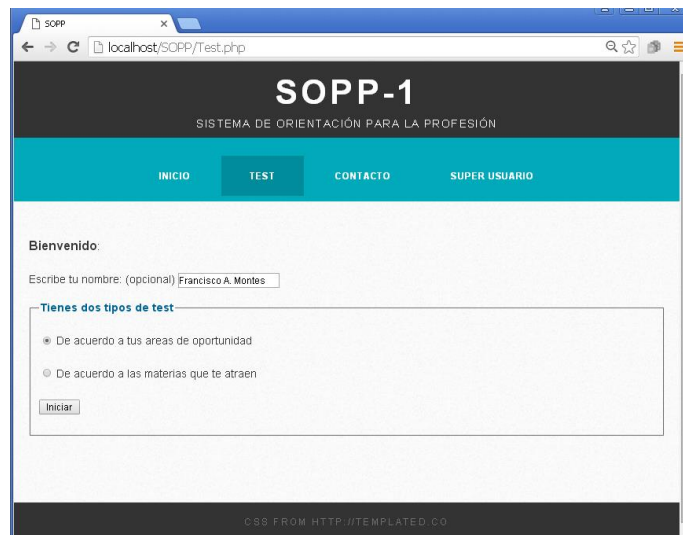 SOPP
localhost/SOPP/Test.php
SOPP-1
SISTEMA DE ORIENTACIÓN PARA LA PROFESIÓN
INICIO TEST CONTACTO SUPER USUARIO
Bienvenido:
Escribe tu nombre: (opcional) Francisco A. Montes
Tienes dos tipos de test
De acuerdo a tus areas de oportunidad
De acuerdo a las materias que te atraen
Iniciar
CSS FROM HTTP://TEMPLATED.CO